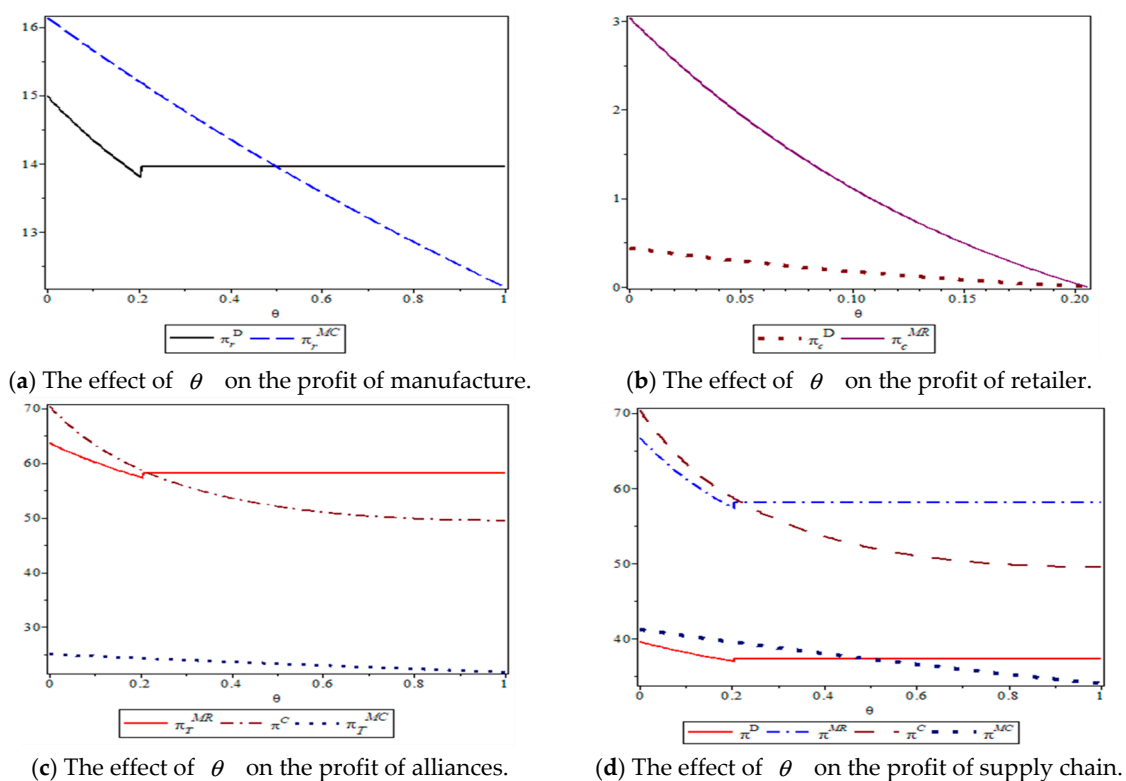 16
15
14
13
0 0.2 0.4 0.6 0.8 1
θ
π_r^D π_r^MC
(a) The effect of θ on the profit of manufacture.
3
2
1
0
0 0.05 0.10 0.15 0.20
θ
π_c^D π_c^MR
(b) The effect of θ on the profit of retailer.
70
60
50
40
30
0 0.2 0.4 0.6 0.8 1
θ
π_T^MR π^C π_T^MC
(c) The effect of θ on the profit of alliances.
70
60
50
40
0 0.2 0.4 0.6 0.8 1
θ
π^D π^MR π^C π^MC
(d) The effect of θ on the profit of supply chain.